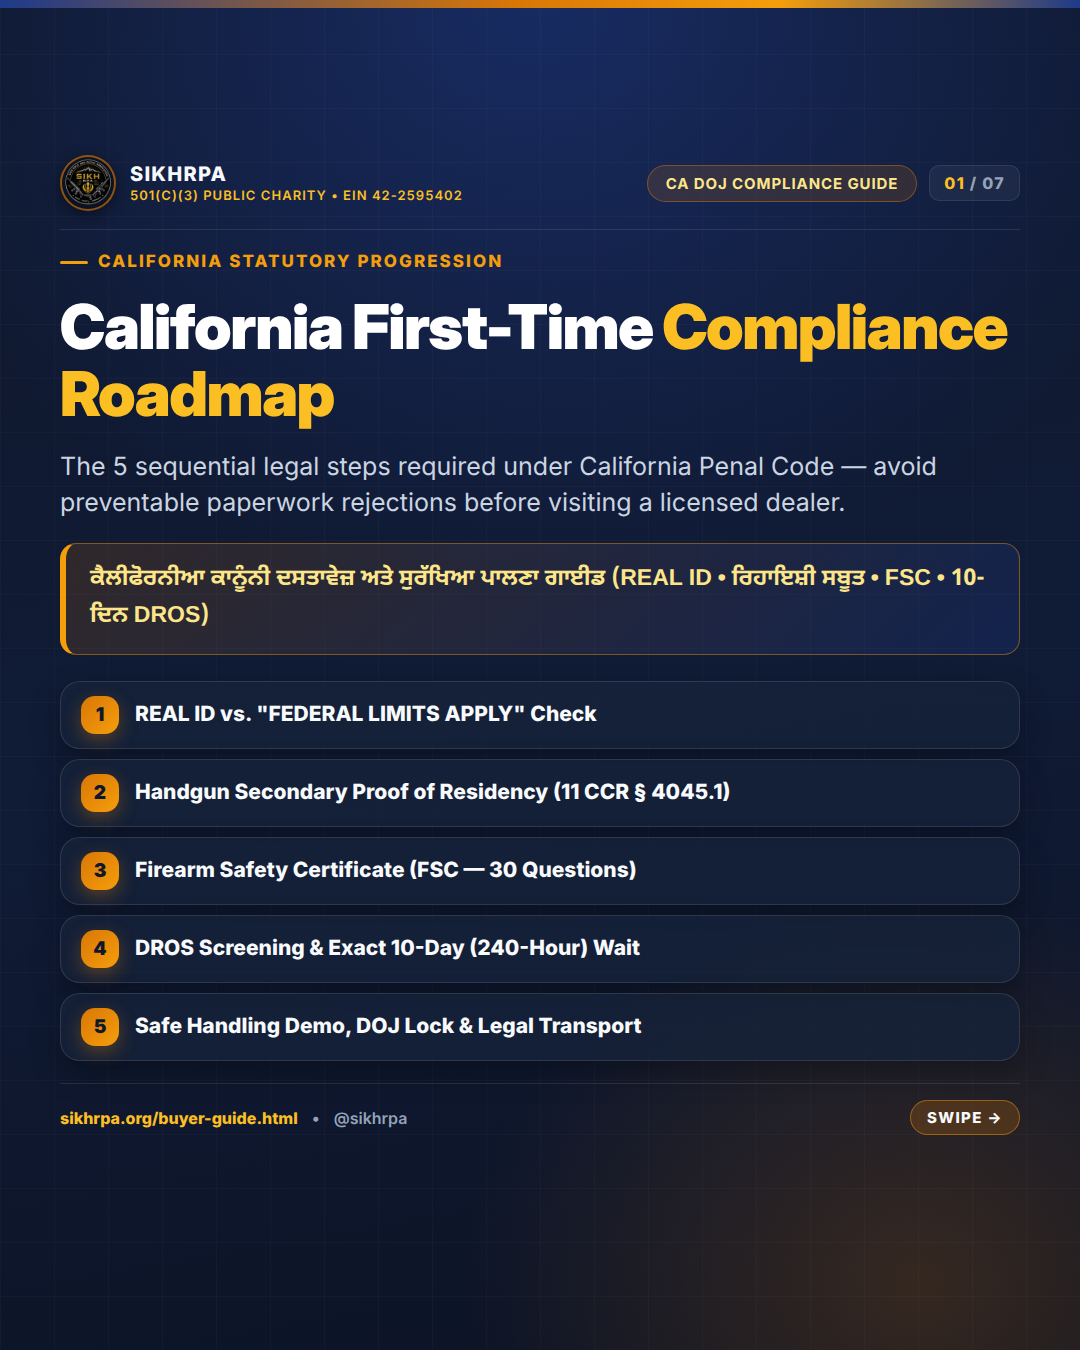 SIKH
SIKHRPA
501(C)(3) PUBLIC CHARITY • EIN 42-2595402
CA DOJ COMPLIANCE GUIDE
01 / 07
CALIFORNIA STATUTORY PROGRESSION
California First-Time Compliance
Roadmap
The 5 sequential legal steps required under California Penal Code — avoid
preventable paperwork rejections before visiting a licensed dealer.
ਕੈਲੀਫੋਰਨੀਆ ਕਾਨੂੰਨੀ ਦਸਤਾਵੇਜ਼ ਅਤੇ ਸੁਰੱਖਿਆ ਪਾਲਣਾ ਗਾਈਡ (REAL ID • ਰਿਹਾਇਸ਼ੀ ਸਬੂਤ • FSC • 10-
ਦਿਨ DROS)
1 REAL ID vs. "FEDERAL LIMITS APPLY" Check
2 Handgun Secondary Proof of Residency (11 CCR § 4045.1)
3 Firearm Safety Certificate (FSC — 30 Questions)
4 DROS Screening & Exact 10-Day (240-Hour) Wait
5 Safe Handling Demo, DOJ Lock & Legal Transport
sikhrpa.org/buyer-guide.html • @sikhrpa
SWIPE →